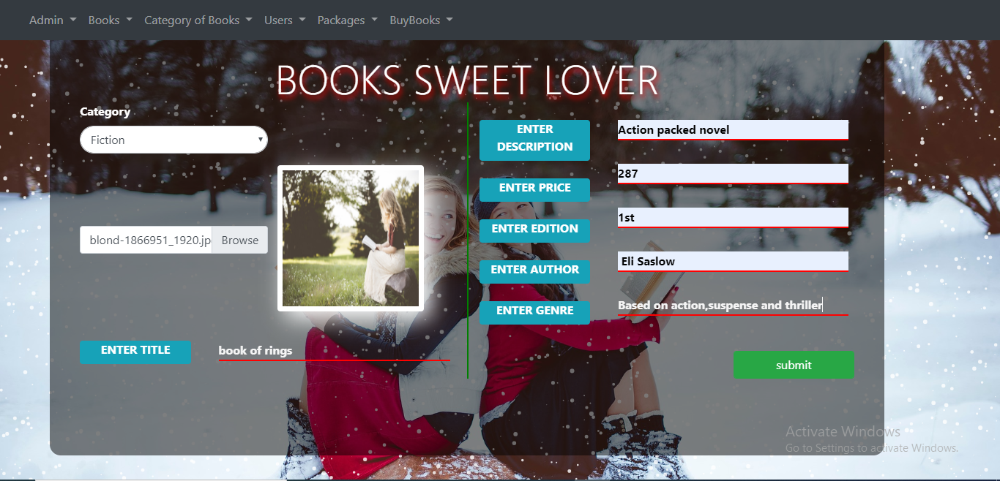 Admin Books Category of Books Users Packages BuyBooks
BOOKS SWEET LOVER
Category
Fiction
blond-1866951_1920.jp
Browse
ENTER TITLE
book of rings
ENTER
DESCRIPTION
Action packed novel
ENTER PRICE
287
ENTER EDITION
1st
ENTER AUTHOR
Eli Saslow
ENTER GENRE
Based on action,suspense and thriller
submit
Activate Windows
Go to Settings to activate Windows.